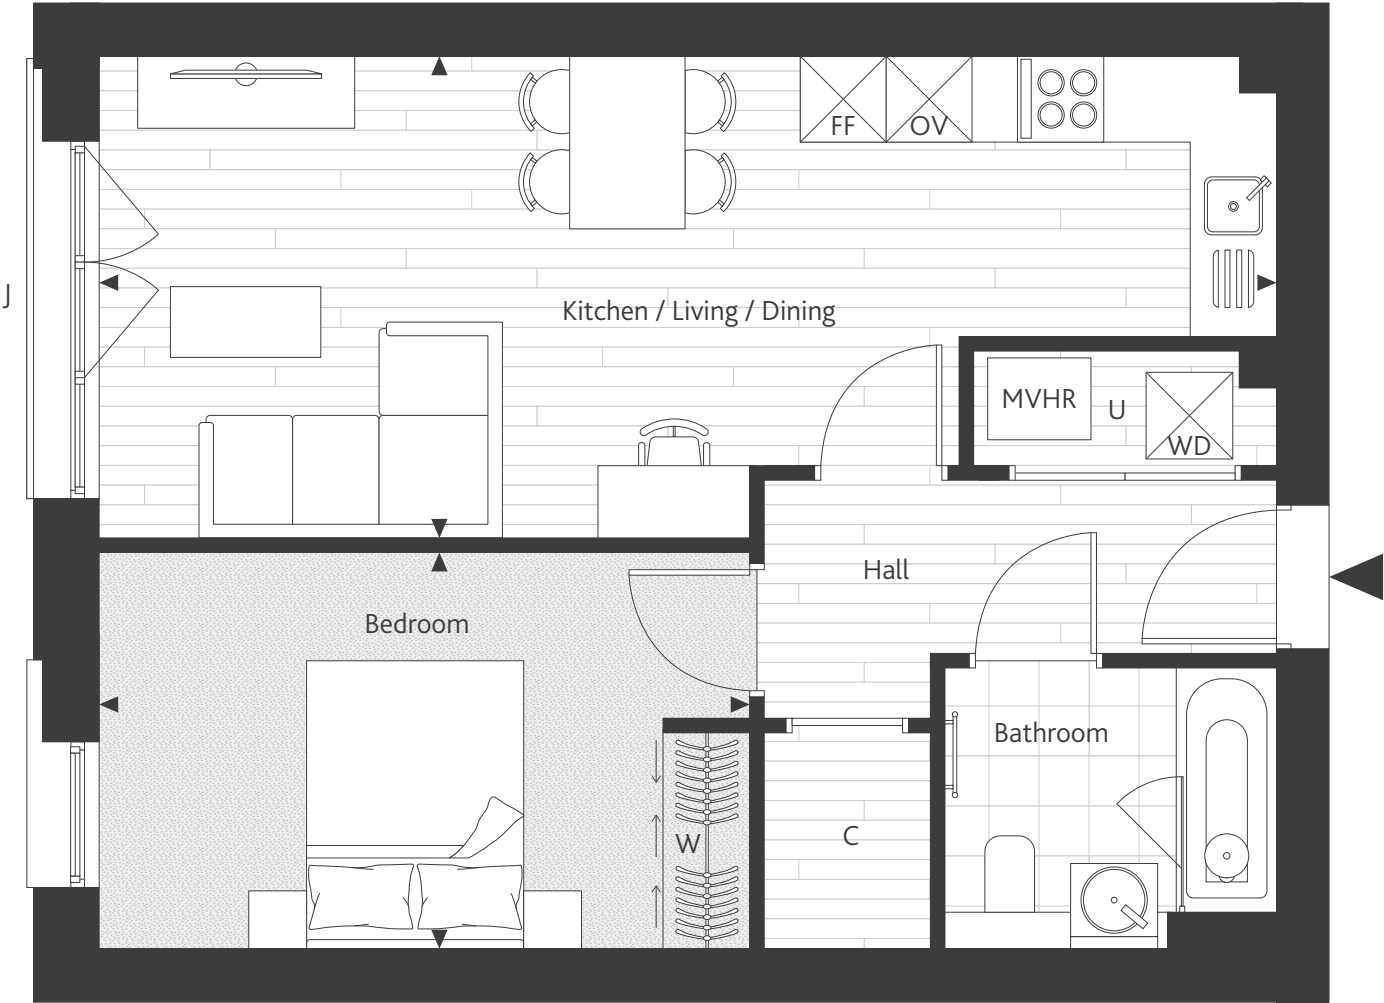 FF
OV
J
Kitchen / Living / Dining
MVHR
U
WD
Hall
Bedroom
Bathroom
W
C